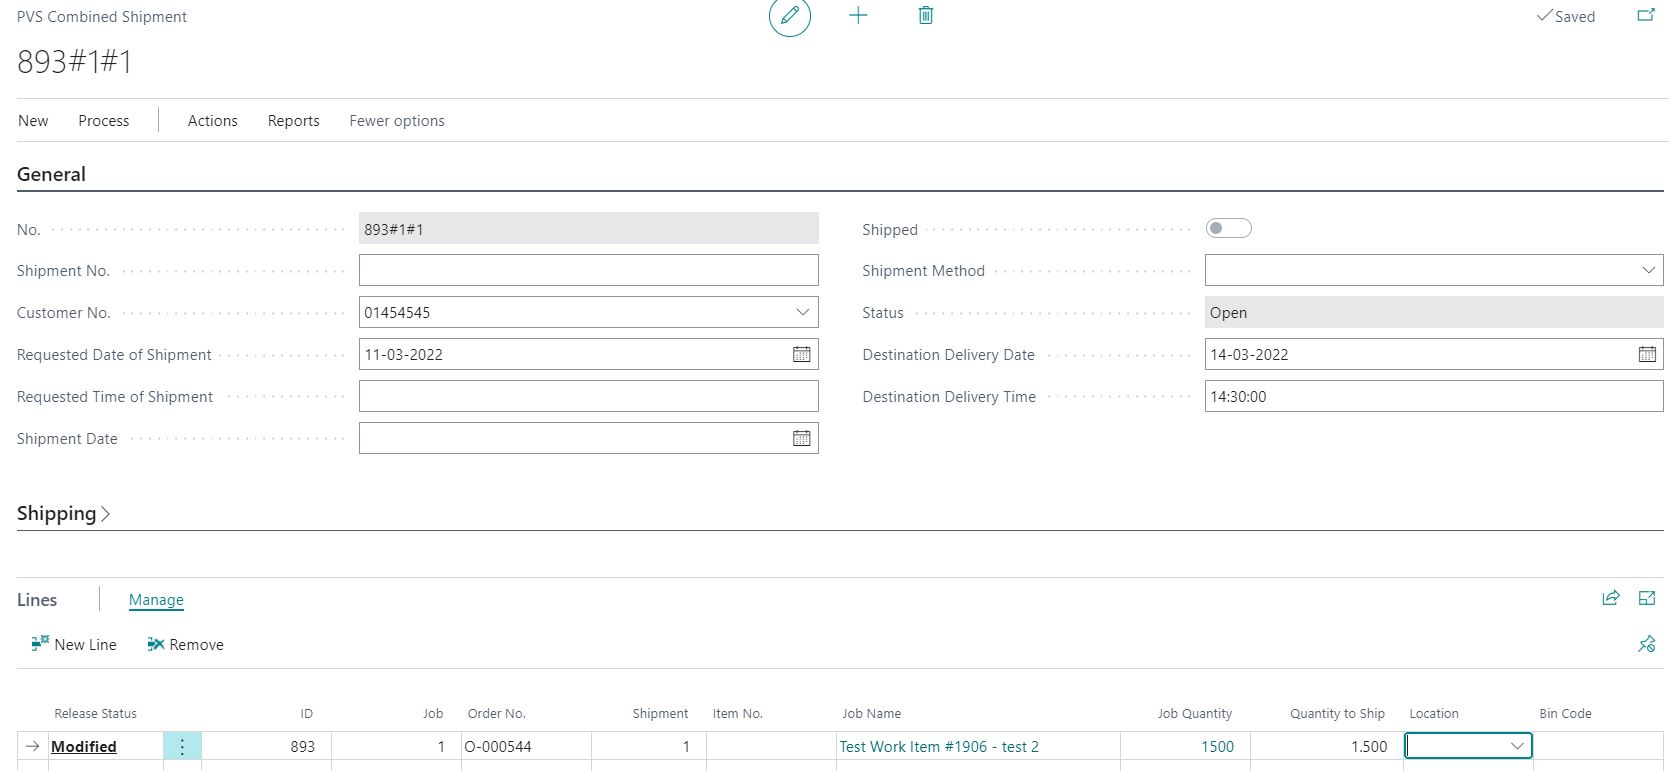 PVS Combined Shipment
Saved
893#1#1
New Process Actions Reports Fewer options
General
No. 893#1#1
Shipment No.
Customer No. 01454545
Requested Date of Shipment 11-03-2022
Requested Time of Shipment
Shipment Date
Shipped
Shipment Method
Status Open
Destination Delivery Date 14-03-2022
Destination Delivery Time 14:30:00
Shipping
Lines Manage
New Line Remove
Release Status ID Job Order No. Shipment Item No. Job Name Job Quantity Quantity to Ship Location Bin Code
Modified 893 1 O-000544 1 Test Work Item #1906 - test 2 1500 1.500